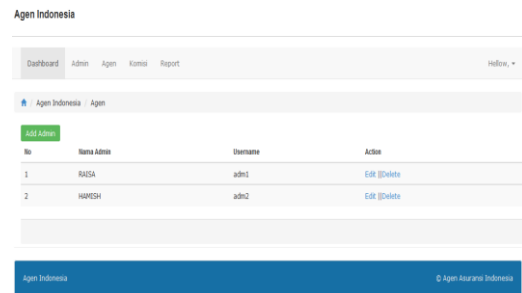 Agen Indonesia
Dashboard Admin Agen Komisi Report Hellow,
/ Agen Indonesia / Agen
Add Admin
No Nama Admin Username Action
1 RAISA adm1 Edit ||Delete
2 HAMISH adm2 Edit ||Delete
Agen Indonesia © Agen Asuransi Indonesia